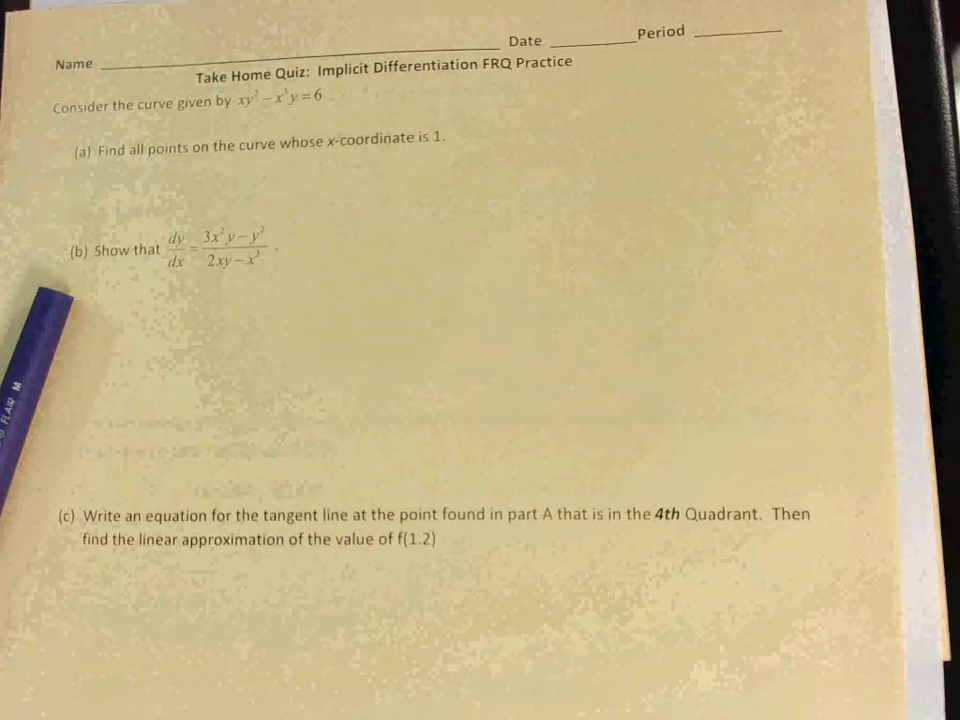 Name ____ Date ____ Period ____
Take Home Quiz: Implicit Differentiation FRQ Practice
Consider the curve given by xy² − x³y = 6 .
(a) Find all points on the curve whose x-coordinate is 1.
(b) Show that dy/dx = (3x²y − y²)/(2xy − x³) .
(c) Write an equation for the tangent line at the point found in part A that is in the 4th Quadrant. Then
find the linear approximation of the value of f(1.2)
FLAIR M